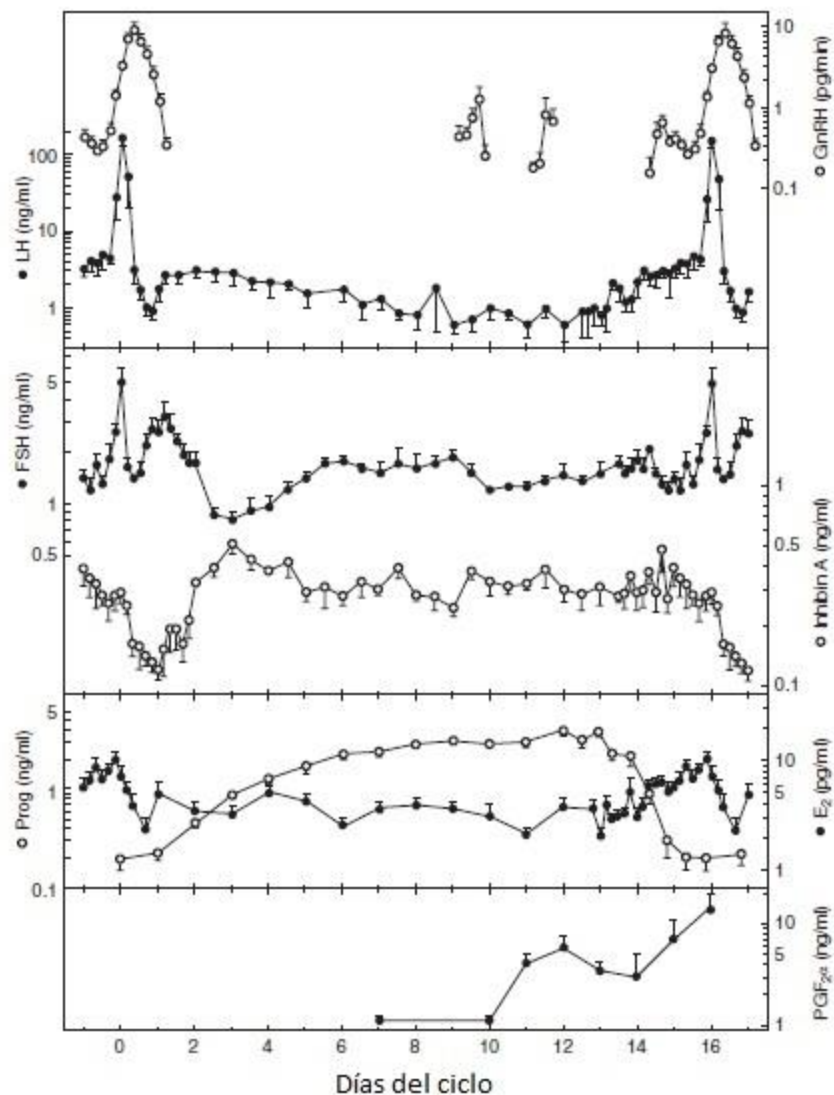 10
1
0.1
GnRH (pg/min)
100
10
1
LH (ng/ml)
5
1
0.5
FSH (ng/ml)
1
0.5
0.1
Inhibin A (ng/ml)
5
1
0.1
Prog (ng/ml)
10
5
1
E2 (pg/ml)
10
5
1
PGF2α (ng/ml)
0 2 4 6 8 10 12 14 16
Días del ciclo